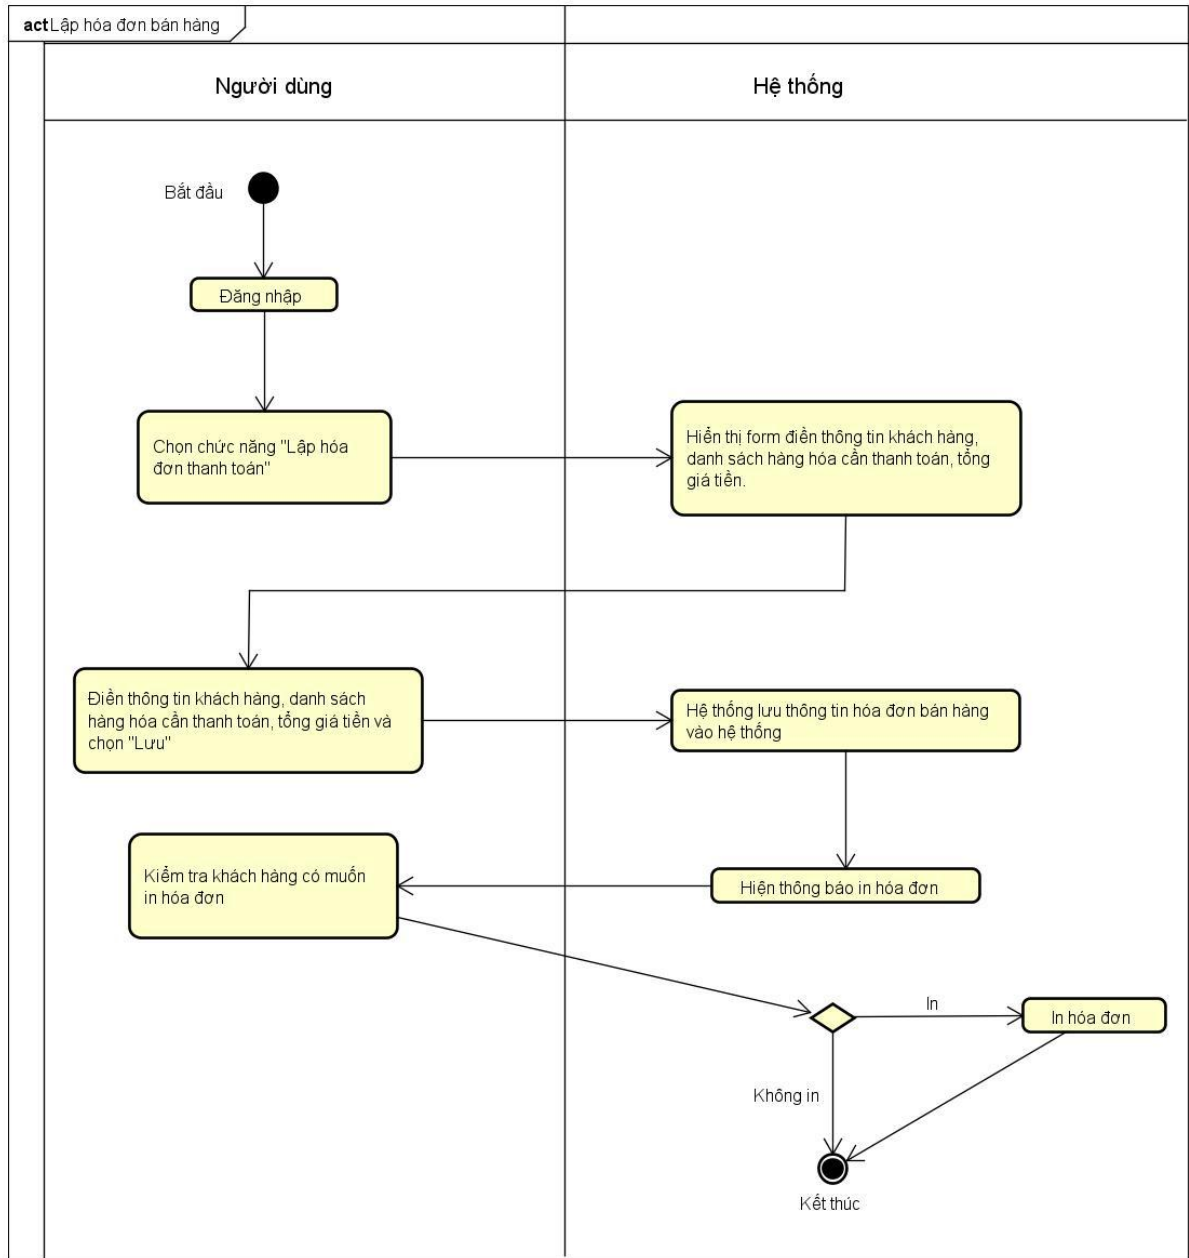 act Lập hóa đơn bán hàng
Người dùng
Hệ thống
Bắt đầu
Đăng nhập
Chọn chức năng "Lập hóa
đơn thanh toán"
Hiển thị form điền thông tin khách hàng,
danh sách hàng hóa cần thanh toán, tổng
giá tiền.
Điền thông tin khách hàng, danh sách
hàng hóa cần thanh toán, tổng giá tiền và
chọn "Lưu"
Hệ thống lưu thông tin hóa đơn bán hàng
vào hệ thống
Kiểm tra khách hàng có muốn
in hóa đơn
Hiện thông báo in hóa đơn
In
In hóa đơn
Không in
Kết thúc